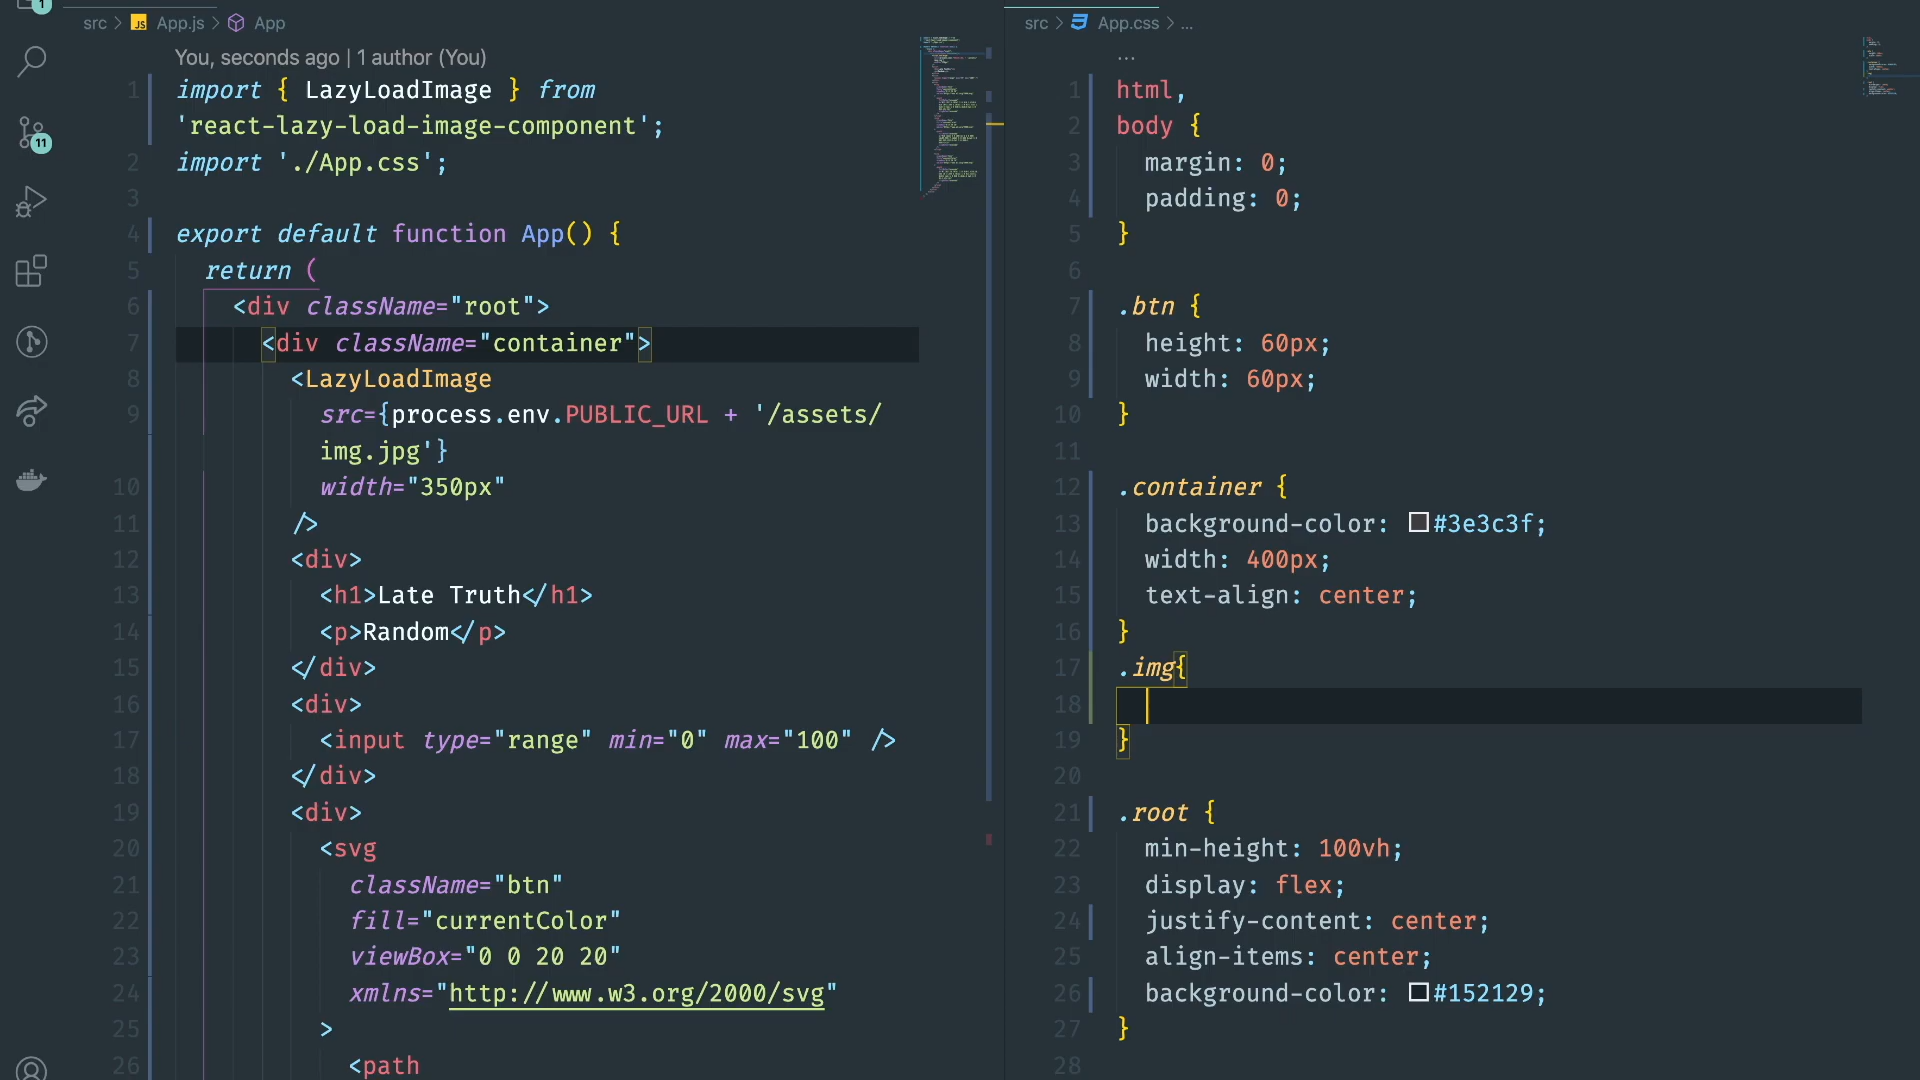 1
src > JS App.js > App
You, seconds ago | 1 author (You)
11
1 import { LazyLoadImage } from
'react-lazy-load-image-component';
2 import './App.css';
3
4 export default function App() {
5 return (
6 <div className="root">
7 <div className="container">
8 <LazyLoadImage
9 src={process.env.PUBLIC_URL + '/assets/
img.jpg'}
10 width="350px"
11 />
12 <div>
13 <h1>Late Truth</h1>
14 <p>Random</p>
15 </div>
16 <div>
17 <input type="range" min="0" max="100" />
18 </div>
19 <div>
20 <svg
21 className="btn"
22 fill="currentColor"
23 viewBox="0 0 20 20"
24 xmlns="http://www.w3.org/2000/svg"
25 >
26 <path
src > App.css > ...
...
1 html,
2 body {
3 margin: 0;
4 padding: 0;
5 }
6
7 .btn {
8 height: 60px;
9 width: 60px;
10 }
11
12 .container {
13 background-color: #3e3c3f;
14 width: 400px;
15 text-align: center;
16 }
17 .img{
18
19 }
20
21 .root {
22 min-height: 100vh;
23 display: flex;
24 justify-content: center;
25 align-items: center;
26 background-color: #152129;
27 }
28